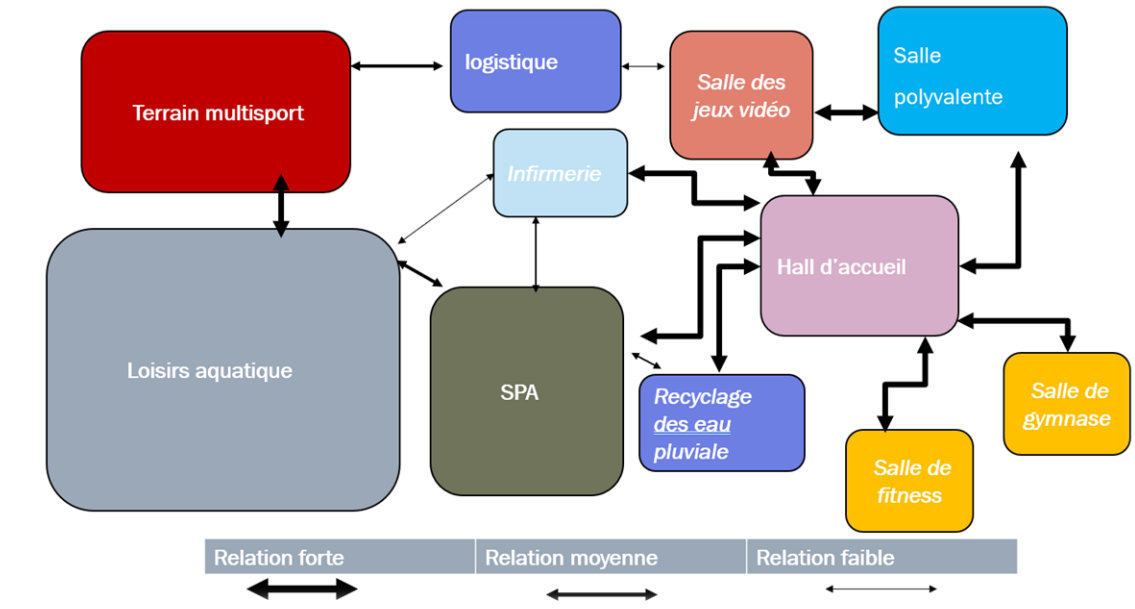 Terrain multisport
logistique
Salle des
jeux vidéo
Salle
polyvalente
Infirmerie
Hall d'accueil
Loisirs aquatique
SPA
Recyclage
des eau
pluviale
Salle de
gymnase
Salle de
fitness
Relation forte
Relation moyenne
Relation faible